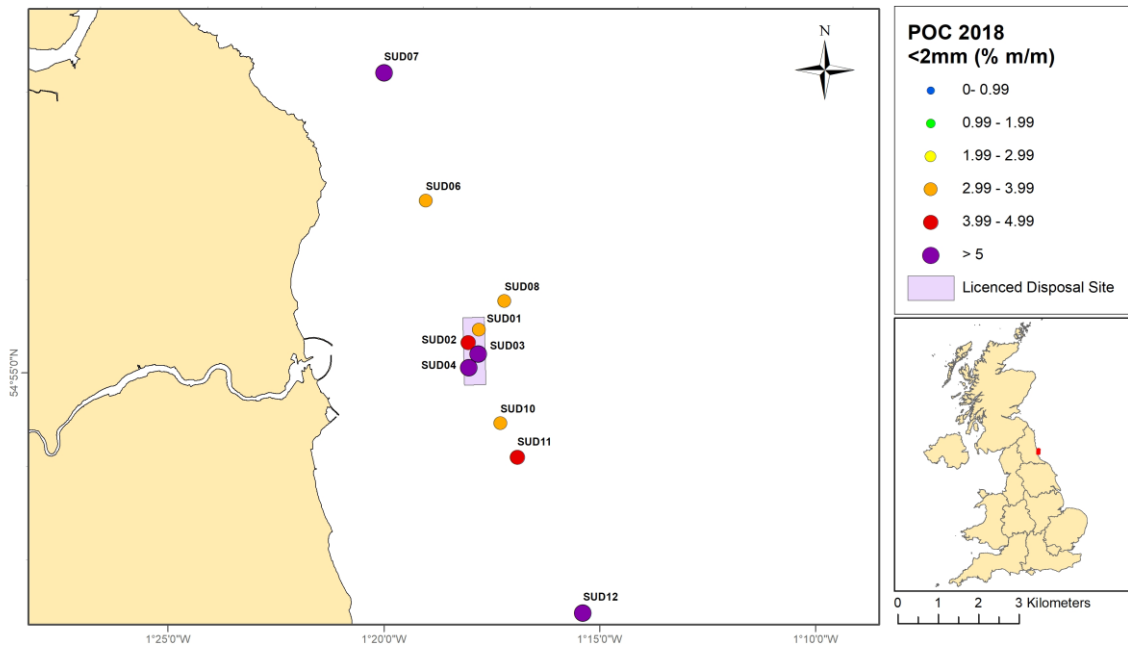 SUD07
SUD06
SUD08
SUD01
SUD02
SUD03
SUD04
SUD10
SUD11
SUD12
N
54°55'0"N
1°25'0"W
1°20'0"W
1°15'0"W
1°10'0"W
POC 2018
<2mm (% m/m)
0- 0.99
0.99 - 1.99
1.99 - 2.99
2.99 - 3.99
3.99 - 4.99
> 5
Licenced Disposal Site
0 1 2 3 Kilometers